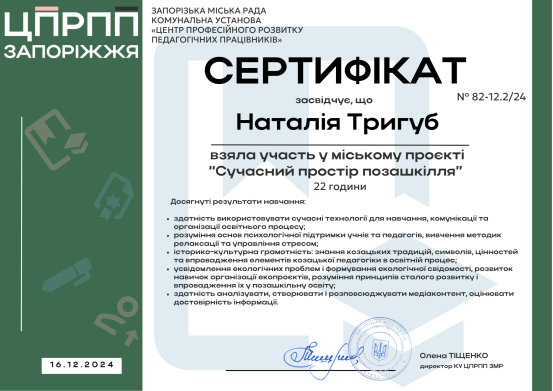 ЦПРПП
ЗАПОРІЖЖЯ
ЗАПОРІЗЬКА МІСЬКА РАДА
КОМУНАЛЬНА УСТАНОВА
«ЦЕНТР ПРОФЕСІЙНОГО РОЗВИТКУ
ПЕДАГОГІЧНИХ ПРАЦІВНИКІВ»
СЕРТИФІКАТ
№ 82-12.2/24
засвідчує, що
Наталія Тригуб
взяла участь у міському проєкті
“Сучасний простір позашкілля”
22 години
Досягнуті результати навчання:
• здатність використовувати сучасні технології для навчання, комунікації та
організації освітнього процесу;
• розуміння основ психологічної підтримки учнів та педагогів, вивчення методик
релаксації та управління стресом;
• історико-культурна грамотність: знання козацьких традицій, символів, цінностей
та впровадження елементів козацької педагогіки в освітній процес;
• усвідомлення екологічних проблем і формування екологічної свідомості, розвиток
навичок організації екопроєктів, розуміння принципів сталого розвитку і
впровадження їх у позашкільну освіту;
• здатність аналізувати, створювати і розповсюджувати медіаконтент, оцінювати
достовірність інформації.
16.12.2024
Олена ТІЩЕНКО
директор КУ ЦПРПП ЗМР